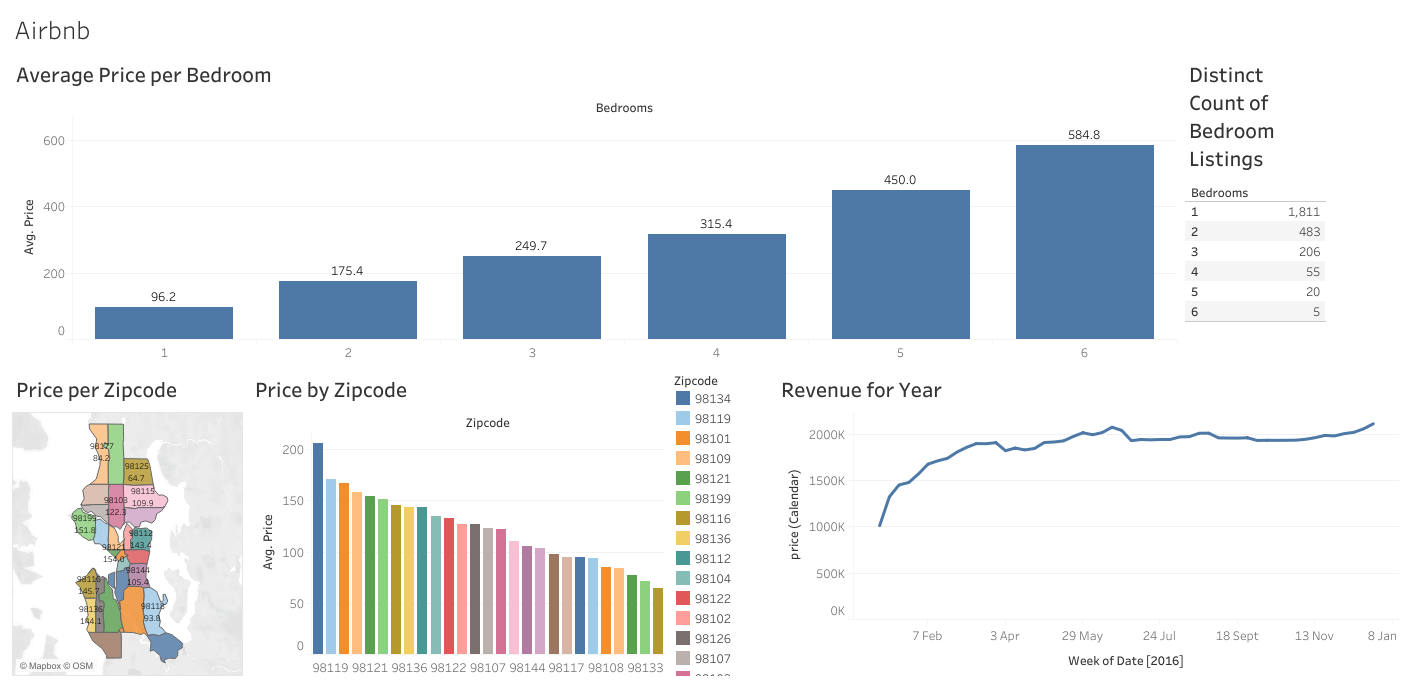 Airbnb
Average Price per Bedroom
Bedrooms
Avg. Price
600
400
200
0
96.2
175.4
249.7
315.4
450.0
584.8
1
2
3
4
5
6
Distinct
Count of
Bedroom
Listings
Bedrooms
1 1,811
2 483
3 206
4 55
5 20
6 5
Price per Zipcode
84.2
98125
64.7
98115
109.9
98103
122.3
98199
151.8
98112
143.4
154.0
98144
105.4
98116
145.7
98136
144.1
98118
93.8
© Mapbox © OSM
Price by Zipcode
Zipcode
Avg. Price
200
150
100
50
0
98119 98121 98136 98122 98107 98144 98117 98108 98133
Zipcode
98134
98119
98101
98109
98121
98199
98116
98136
98112
98104
98122
98102
98126
98107
Revenue for Year
price (Calendar)
2000K
1500K
1000K
500K
0K
7 Feb
3 Apr
29 May
24 Jul
18 Sept
13 Nov
8 Jan
Week of Date [2016]